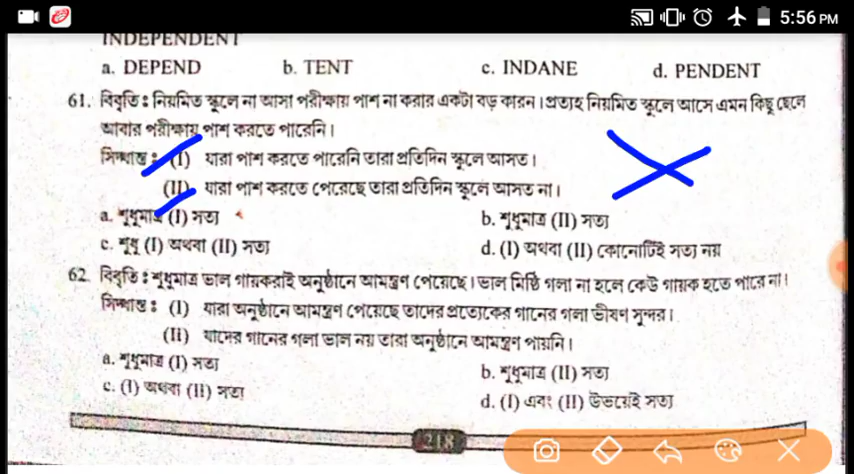 5:56 PM
INDEPENDENT
a. DEPEND b. TENT c. INDANE d. PENDENT
61. বিবৃতি ঃ নিয়মিত স্কুলে না আসা পরীক্ষায় পাশ না করার একটা বড় কারন। প্রত্যহ নিয়মিত স্কুলে আসে এমন কিছু ছেলে
আবার পরীক্ষায় পাশ করতে পারেনি।
সিদ্ধান্ত ঃ (I) যারা পাশ করতে পারেনি তারা প্রতিদিন স্কুলে আসত।
(II) যারা পাশ করতে পেরেছে তারা প্রতিদিন স্কুলে আসত না।
a. শুধুমাত্র (I) সত্য b. শুধুমাত্র (II) সত্য
c. শুধু (I) অথবা (II) সত্য d. (I) অথবা (II) কোনোটিই সত্য নয়
62. বিবৃতি ঃ শুধুমাত্র ভাল গায়করাই অনুষ্ঠানে আমন্ত্রণ পেয়েছে। ভাল মিষ্ঠি গলা না হলে কেউ গায়ক হতে পারে না।
সিদ্ধান্ত ঃ (I) যারা অনুষ্ঠানে আমন্ত্রণ পেয়েছে তাদের প্রত্যেকের গানের গলা ভীষণ সুন্দর।
(II) যাদের গানের গলা ভাল নয় তারা অনুষ্ঠানে আমন্ত্রণ পায়নি।
a. শুধুমাত্র (I) সত্য b. শুধুমাত্র (II) সত্য
c. (I) অথবা (II) সত্য d. (I) এবং (II) উভয়েই সত্য
218